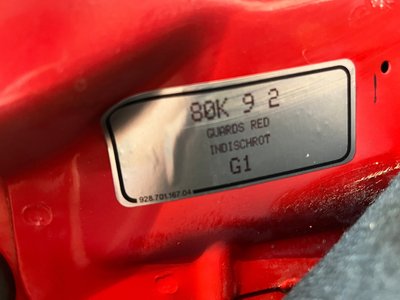 80K 9 2
GUARDS RED
INDISCHROT
G1
928.701.167.04